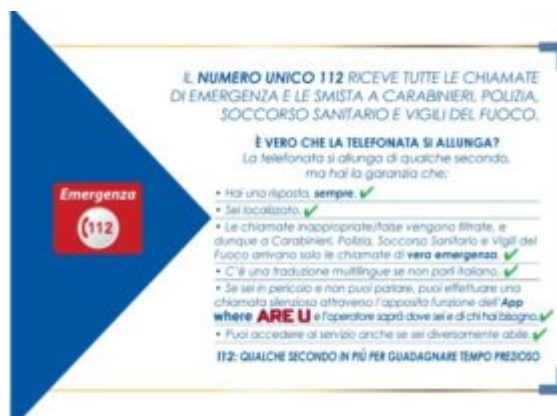 IL NUMERO UNICO 112 RICEVE TUTTE LE CHIAMATE
DI EMERGENZA E LE SMISTA A CARABINIERI, POLIZIA,
SOCCORSO SANITARIO E VIGILI DEL FUOCO.
È VERO CHE LA TELEFONATA SI ALLUNGA?
La telefonata si allunga di qualche secondo,
ma hai la garanzia che:
• Hai una risposta, sempre.
• Sei localizzato.
• Le chiamate inappropriate/false vengono filtrate, e
dunque a Carabinieri, Polizia, Soccorso Sanitario e Vigili del
Fuoco arrivano solo le chiamate di vera emergenza.
• C'è una traduzione multilingue se non parli italiano.
• Se sei in pericolo e non puoi parlare, puoi effettuare una
chiamata silenziosa attraverso l'apposita funzione dell'App
where ARE U e l'operatore saprà dove sei e di chi hai bisogno.
• Puoi accedere al servizio anche se sei diversamente abile.
112: QUALCHE SECONDO IN PIÙ PER GUADAGNARE TEMPO PREZIOSO
Emergenza
112